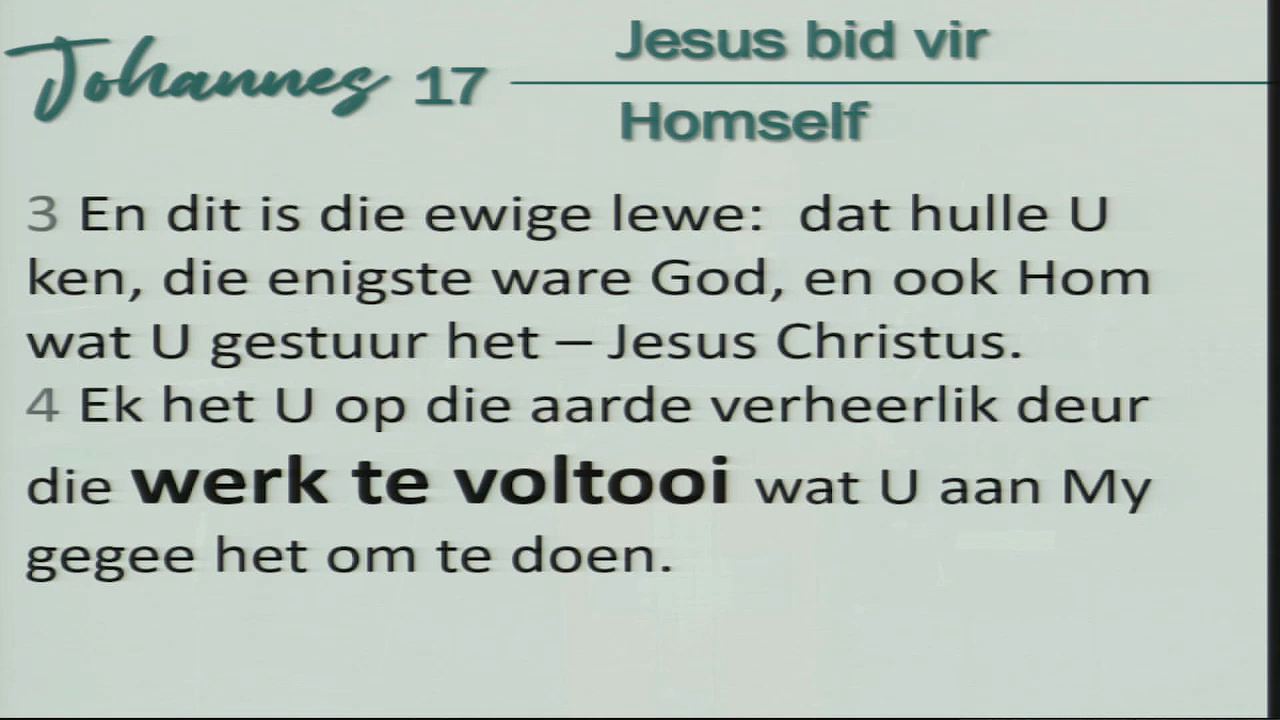 Johannes 17
Jesus bid vir
Homself
3 En dit is die ewige lewe:  dat hulle U
ken, die enigste ware God, en ook Hom
wat U gestuur het – Jesus Christus.
4 Ek het U op die aarde verheerlik deur
die werk te voltooi wat U aan My
gegee het om te doen.